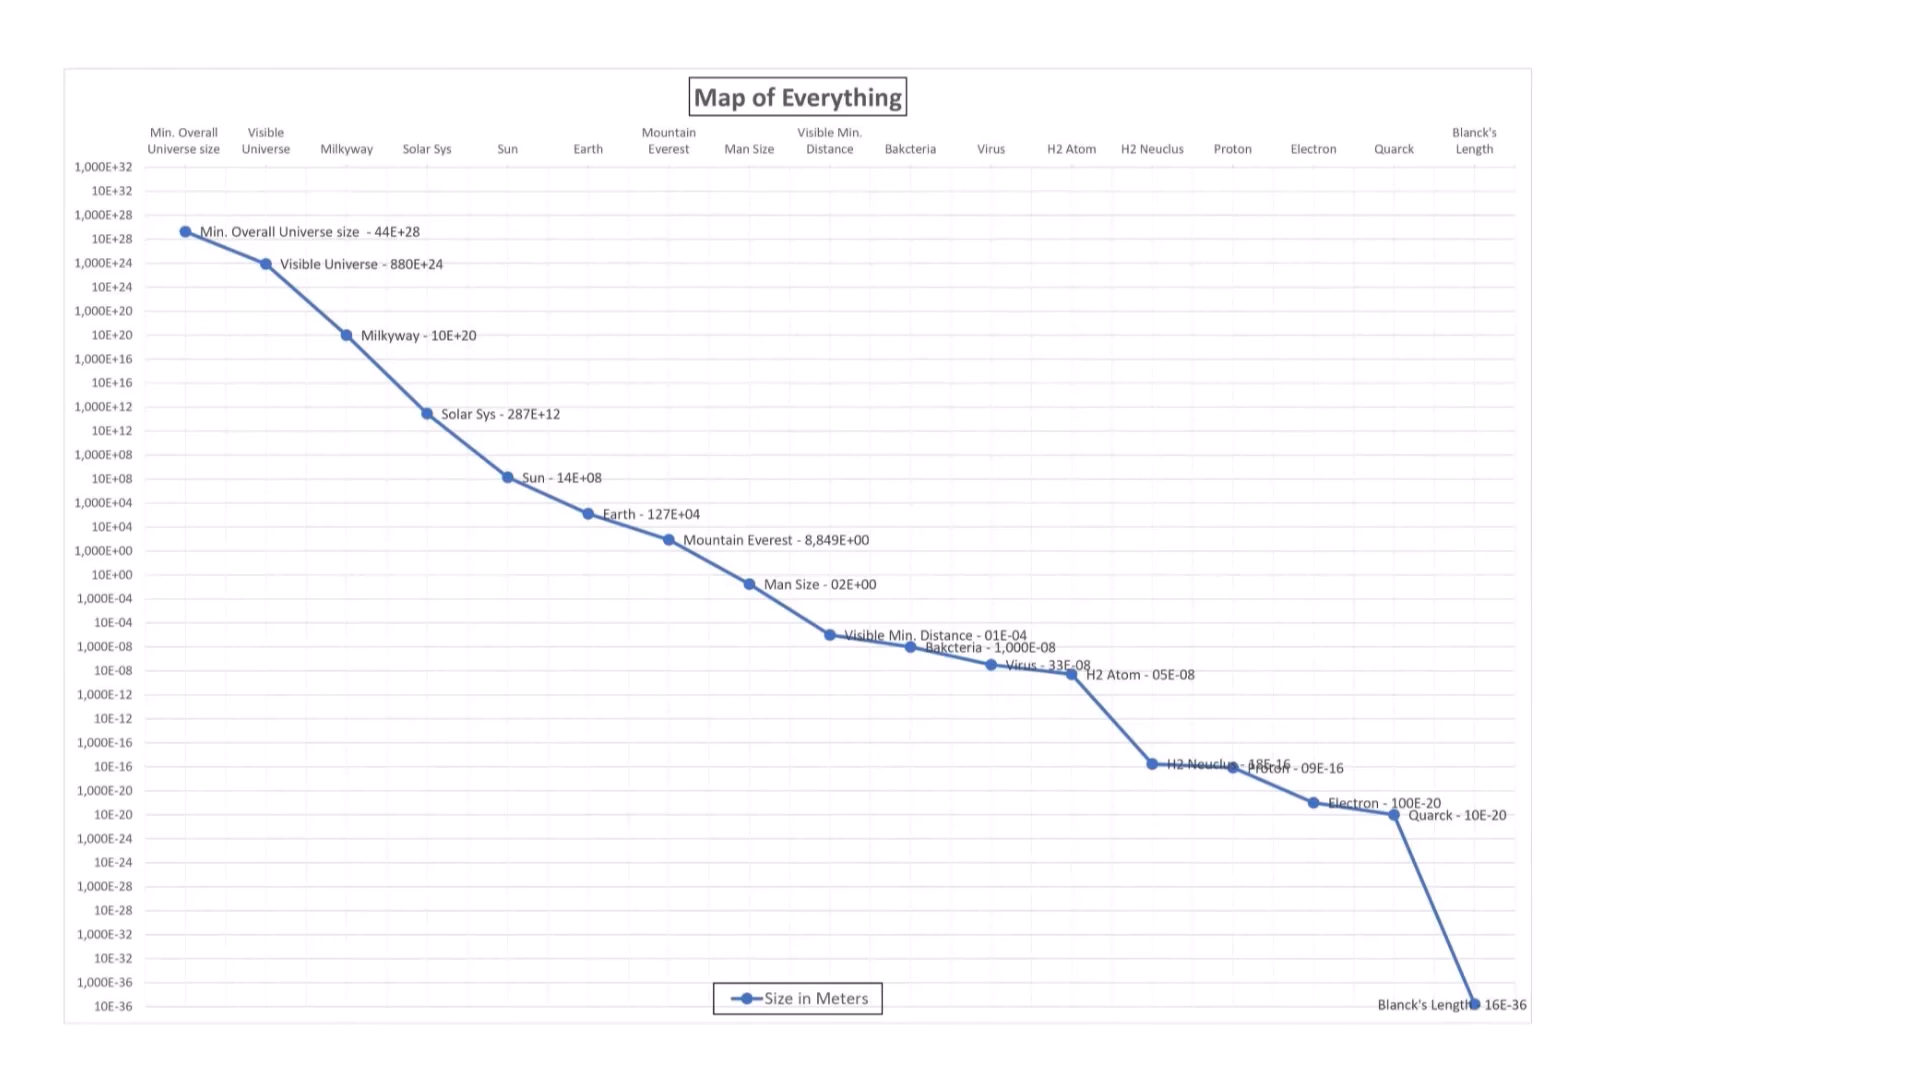 Map of Everything
Min. Overall Universe size
Visible Universe
Milkyway
Solar Sys
Sun
Earth
Mountain Everest
Man Size
Visible Min. Distance
Bakcteria
Virus
H2 Atom
H2 Neuclus
Proton
Electron
Quarck
Blanck's Length
1,000E+32
10E+32
1,000E+28
10E+28
1,000E+24
10E+24
1,000E+20
10E+20
1,000E+16
10E+16
1,000E+12
10E+12
1,000E+08
10E+08
1,000E+04
10E+04
1,000E+00
10E+00
1,000E-04
10E-04
1,000E-08
10E-08
1,000E-12
10E-12
1,000E-16
10E-16
1,000E-20
10E-20
1,000E-24
10E-24
1,000E-28
10E-28
1,000E-32
10E-32
1,000E-36
10E-36
Min. Overall Universe size - 44E+28
Visible Universe - 880E+24
Milkyway - 10E+20
Solar Sys - 287E+12
Sun - 14E+08
Earth - 127E+04
Mountain Everest - 8,849E+00
Man Size - 02E+00
Visible Min. Distance - 01E-04
Bakcteria - 1,000E-08
Virus - 33E-08
H2 Atom - 05E-08
H2 Neuclus - 18E-16
Proton - 09E-16
Electron - 100E-20
Quarck - 10E-20
Blanck's Length - 16E-36
Size in Meters